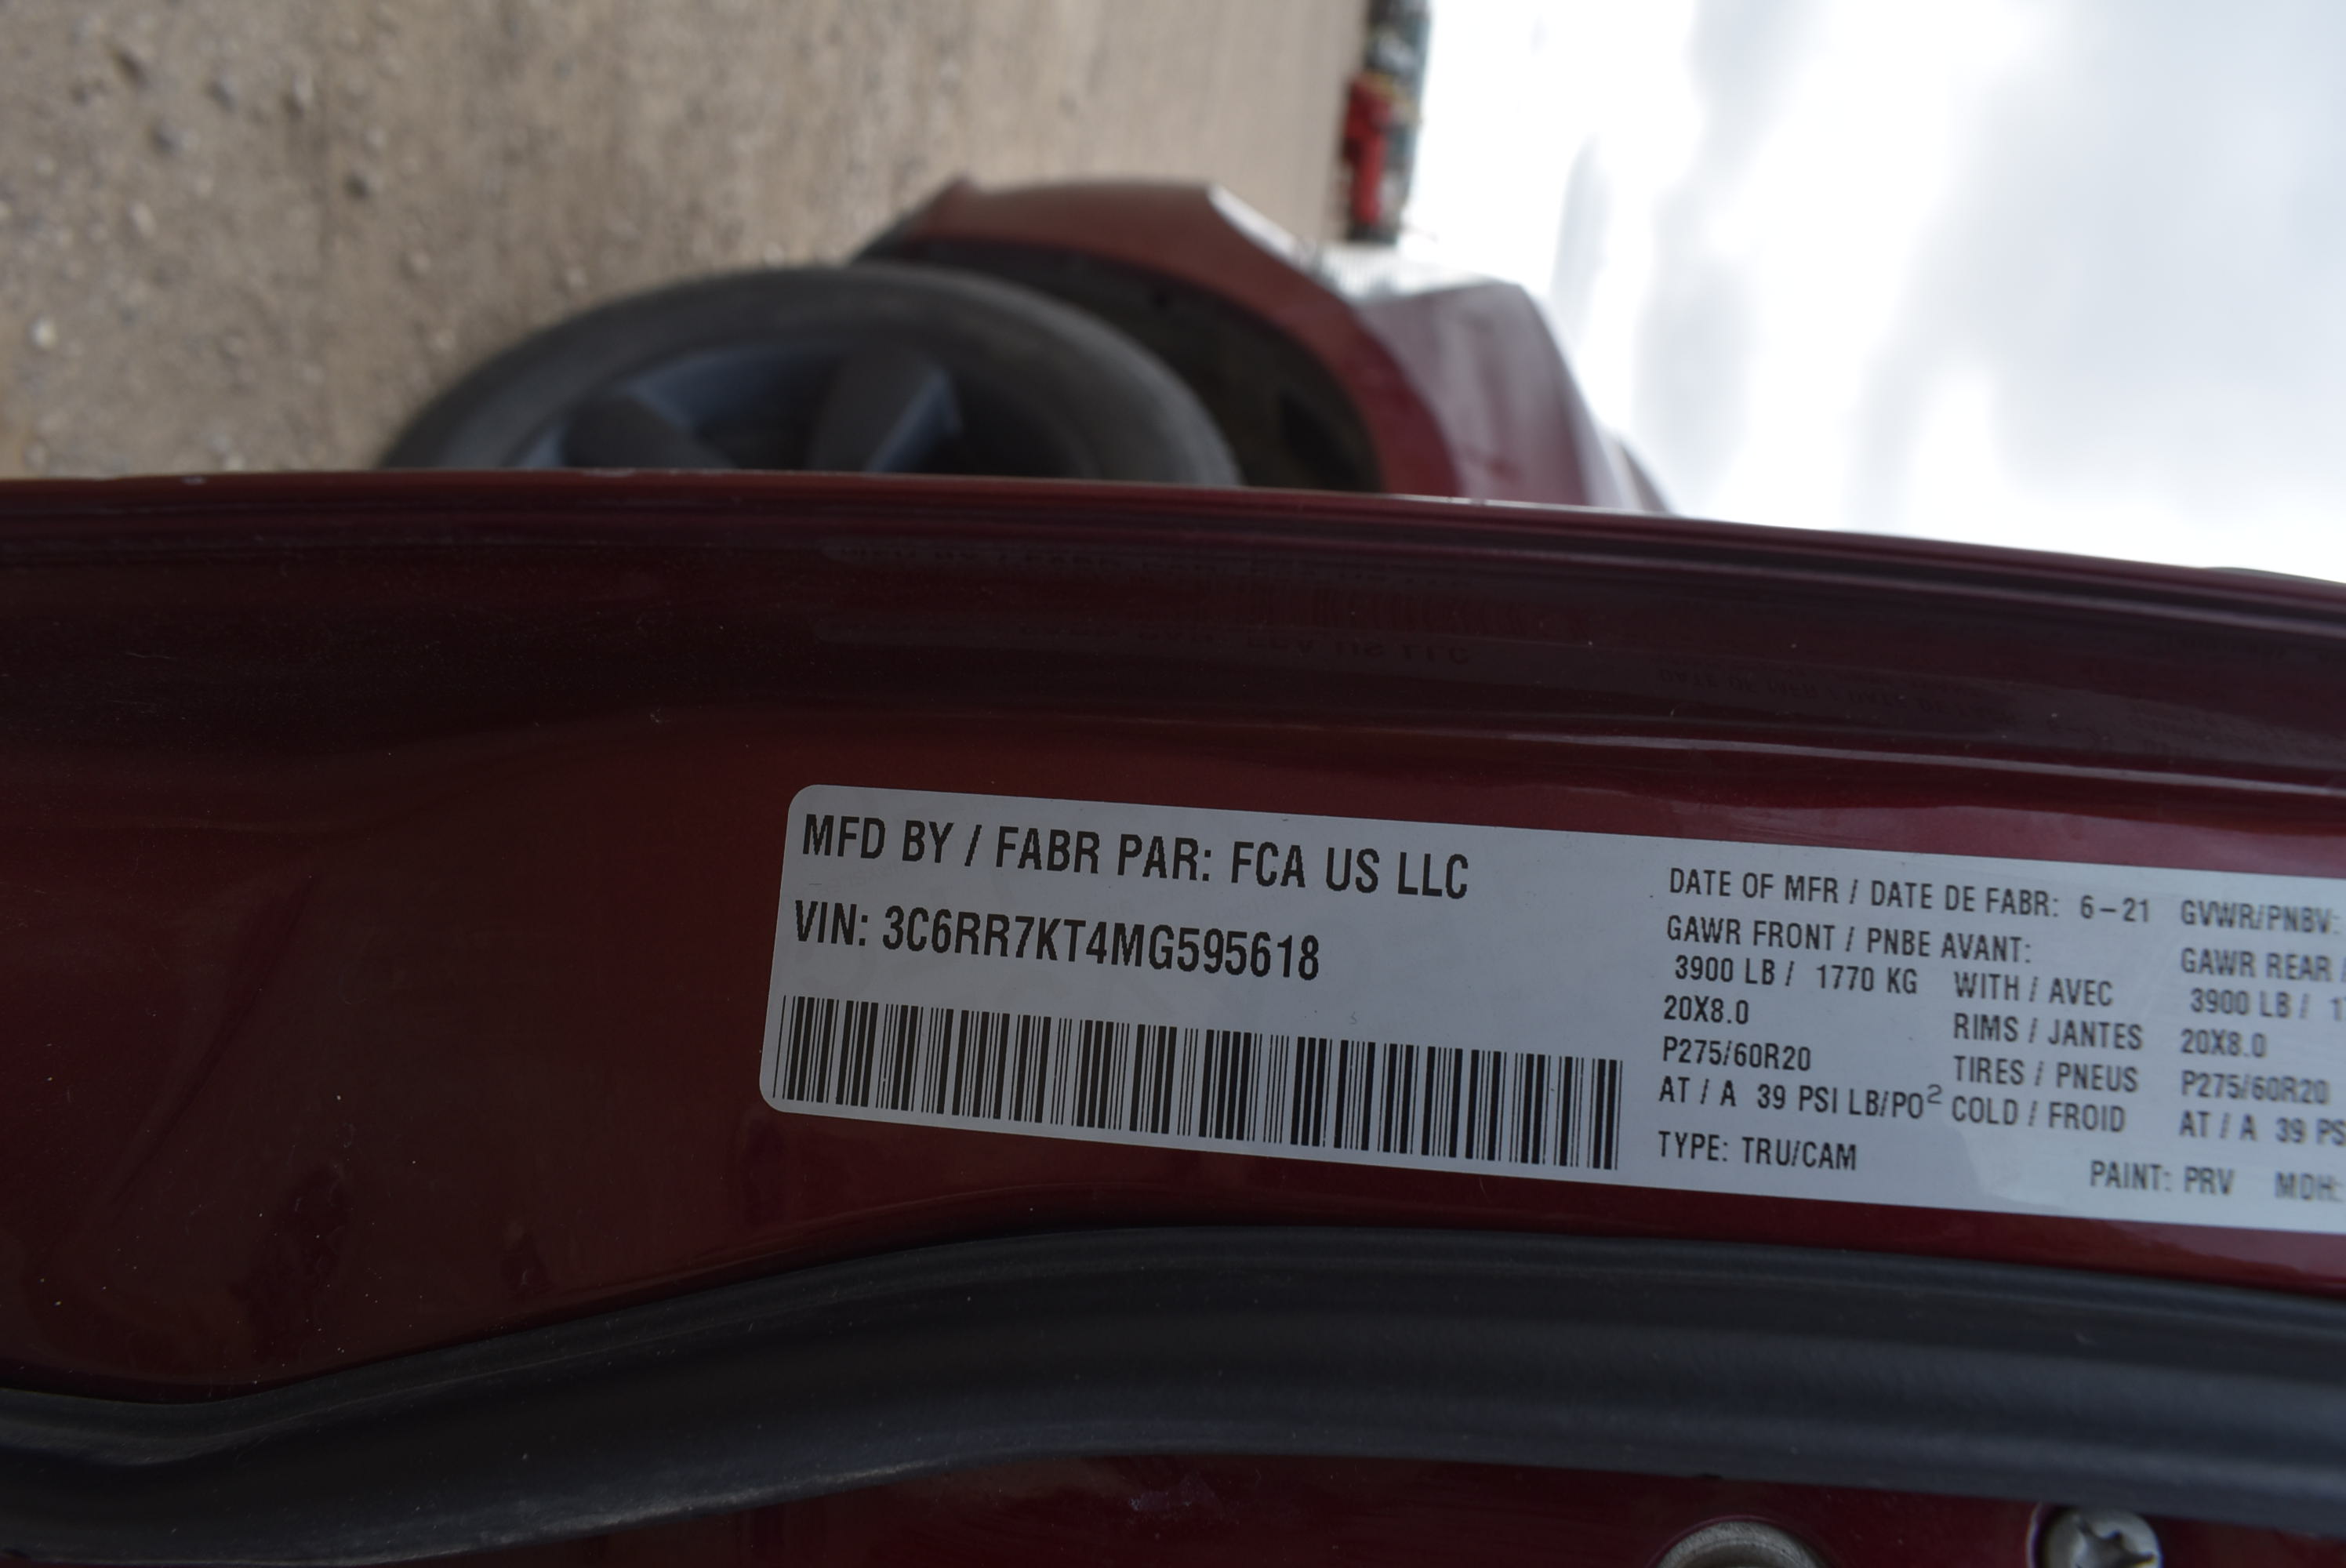 MFD BY / FABR PAR: FCA US LLC
VIN: 3C6RR7KT4MG595618
DATE OF MFR / DATE DE FABR: 6-21
GAWR FRONT / PNBE AVANT:
3900 LB / 1770 KG WITH / AVEC
20X8.0 RIMS / JANTES
P275/60R20 TIRES / PNEUS
AT / A 39 PSI LB/PO² COLD / FROID
TYPE: TRU/CAM
GVWR/PNBV:
GAWR REAR /
3900 LB /
20X8.0
P275/60R20
AT / A 39
PAINT: PRV MDH: